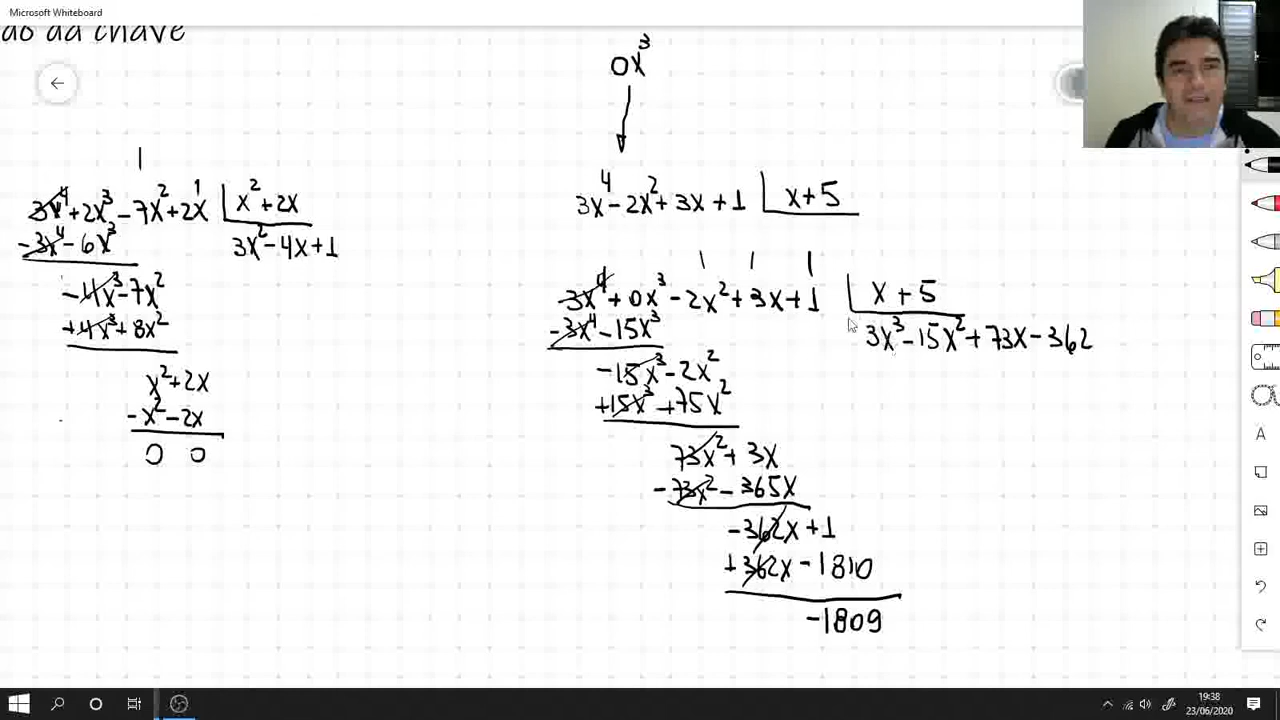 Microsoft Whiteboard
ao da chave
0x³
3x⁴+2x³-7x²+2x¹ | x²+2x
-3x⁴-6x³ 3x²-4x+1
-4x³-7x²
+4x³+8x²
x²+2x
-x²-2x
0 0
3x⁴-2x²+3x+1 | x+5
3x⁴+0x³-2x²+3x+1 | x+5
-3x⁴-15x³ 3x³-15x²+73x-362
-15x³-2x²
+15x³+75x²
73x²+3x
-73x²-365x
-362x+1
+362x-1810
-1809
A
19:38
23/06/2020